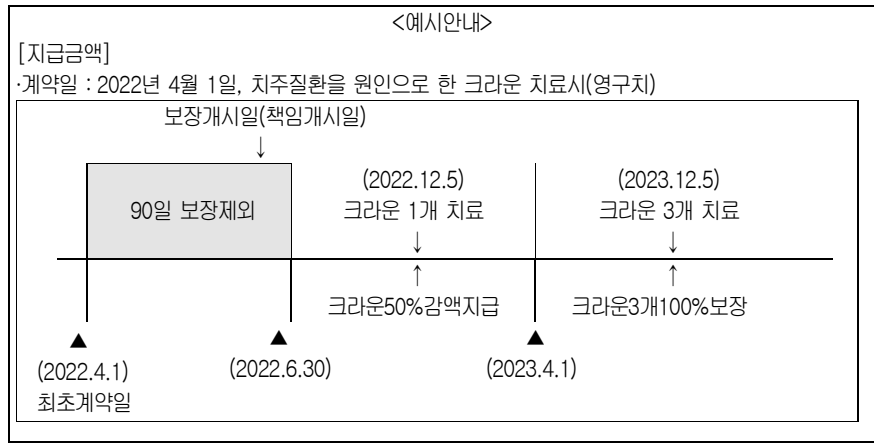 <예시안내>
[지급금액]
·계약일 : 2022년 4월 1일, 치주질환을 원인으로 한 크라운 치료시(영구치)
보장개시일(책임개시일)
↓
(2022.12.5) (2023.12.5)
90일 보장제외 크라운 1개 치료 크라운 3개 치료
↓ ↓
↑ ↑
크라운50%감액지급 크라운3개100%보장
▲ ▲ ▲
(2022.4.1) (2022.6.30) (2023.4.1)
최초계약일